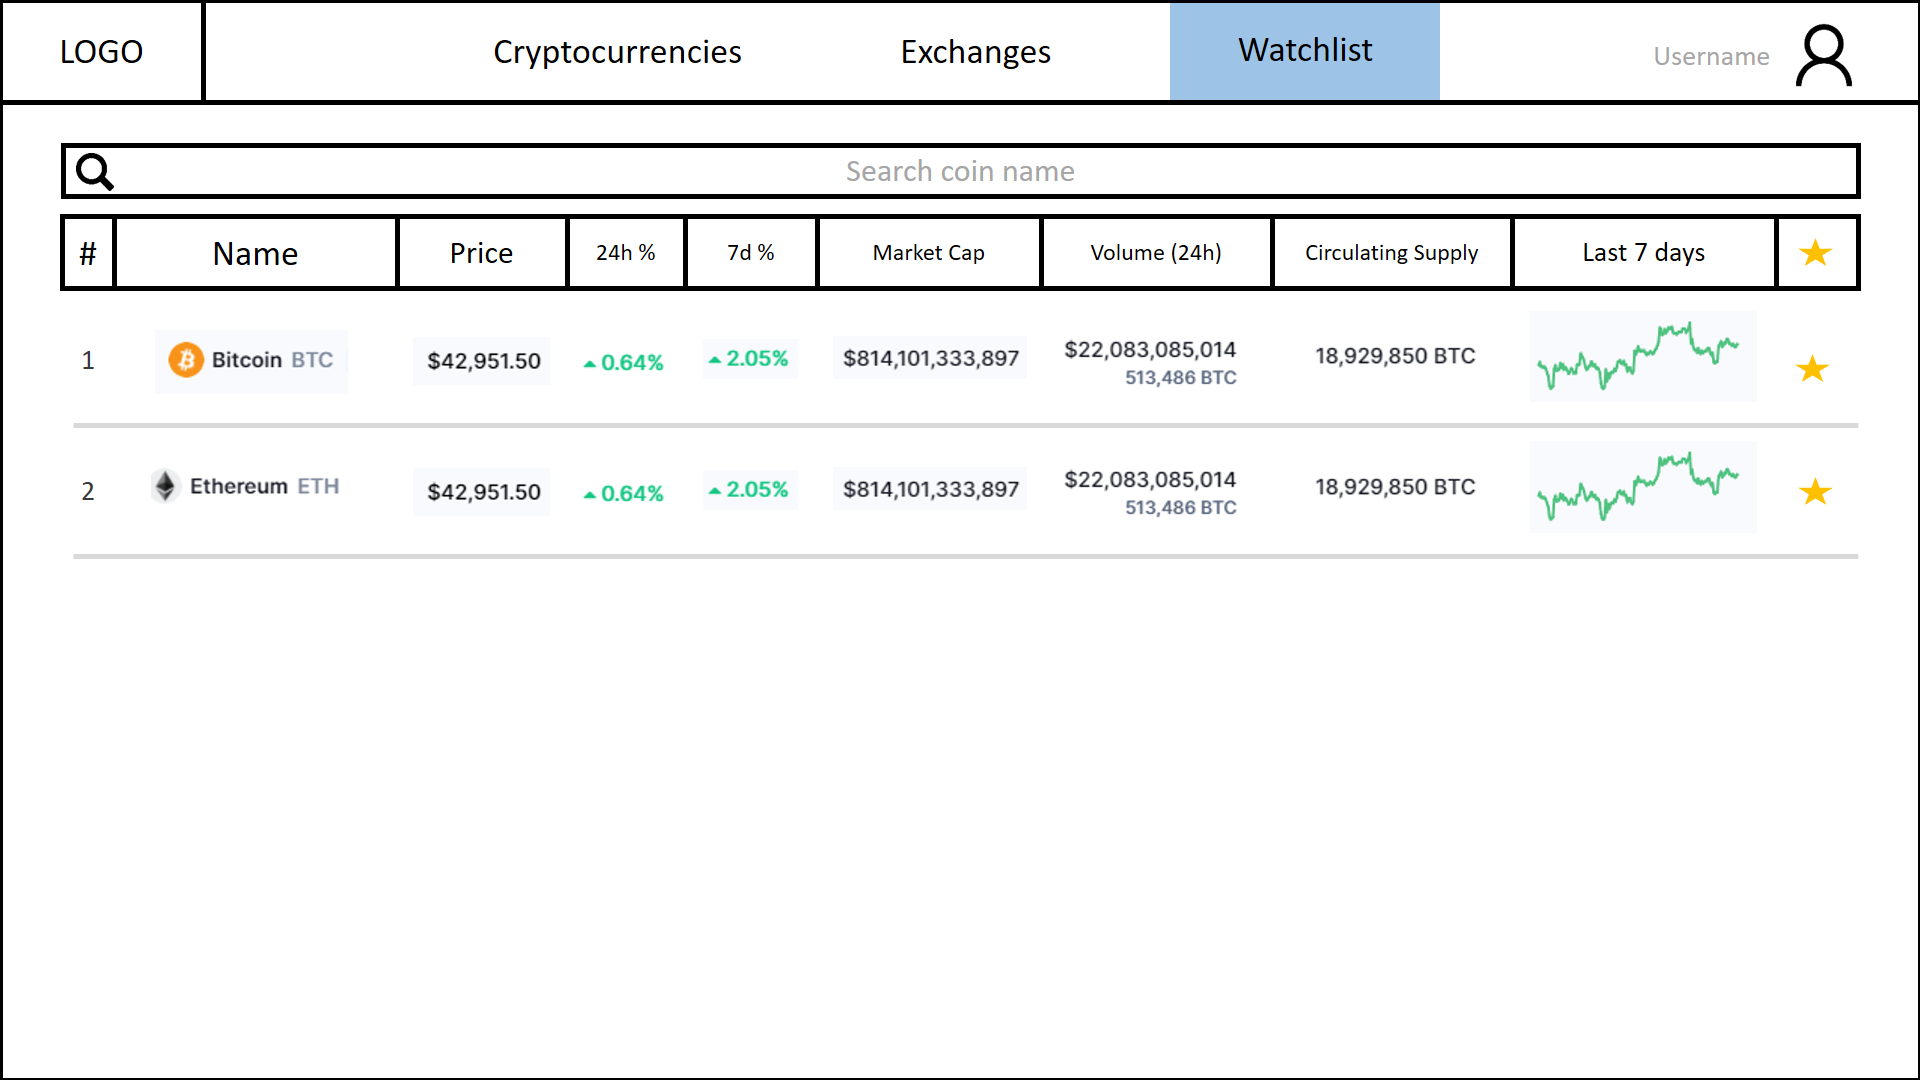 LOGO Cryptocurrencies Exchanges Watchlist Username
Search coin name
# Name Price 24h % 7d % Market Cap Volume (24h) Circulating Supply Last 7 days
1 Bitcoin BTC $42,951.50 0.64% 2.05% $814,101,333,897 $22,083,085,014 18,929,850 BTC
513,486 BTC
2 Ethereum ETH $42,951.50 0.64% 2.05% $814,101,333,897 $22,083,085,014 18,929,850 BTC
513,486 BTC